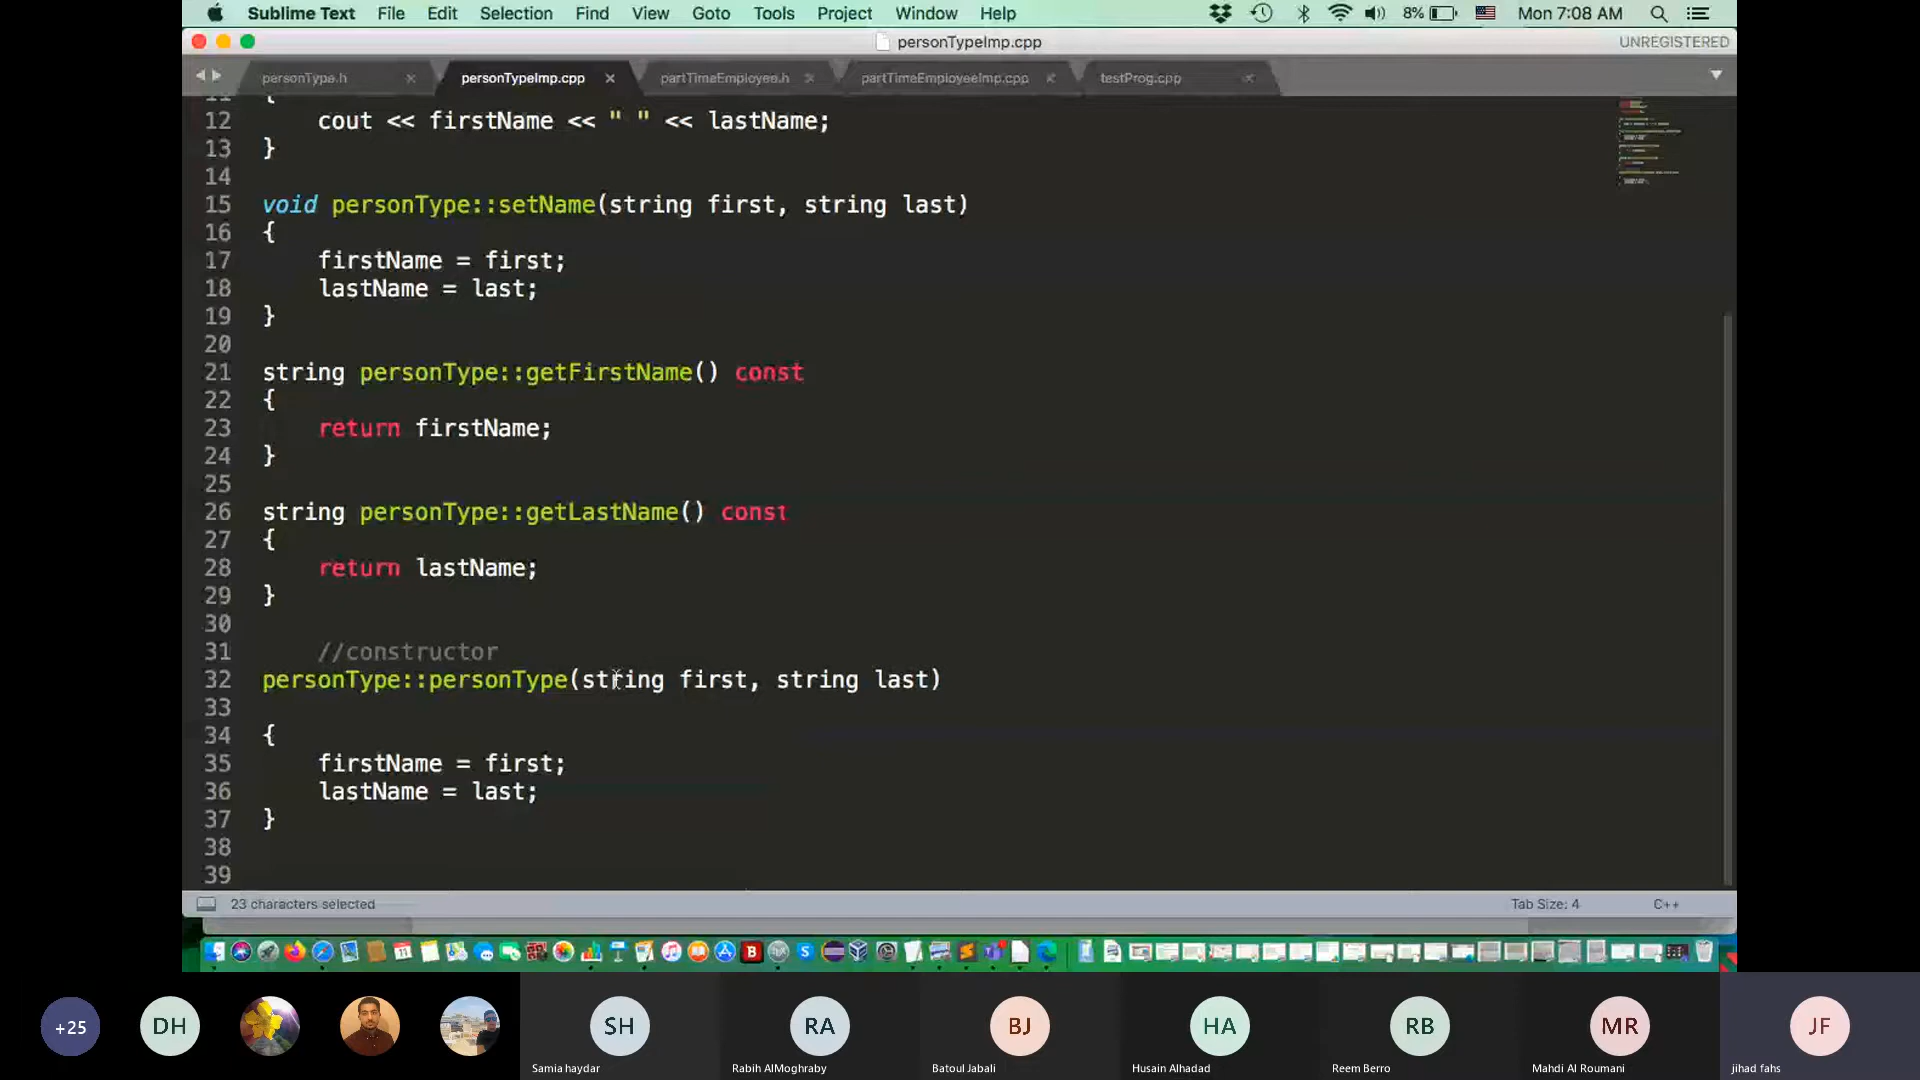 Sublime Text File Edit Selection Find View Goto Tools Project Window Help 8% Mon 7:08 AM
personTypeImp.cpp UNREGISTERED
personType.h personTypeImp.cpp partTimeEmployee.h partTimeEmployeeImp.cpp testProg.cpp
11 {
12 cout << firstName << " " << lastName;
13 }
14
15 void personType::setName(string first, string last)
16 {
17 firstName = first;
18 lastName = last;
19 }
20
21 string personType::getFirstName() const
22 {
23 return firstName;
24 }
25
26 string personType::getLastName() const
27 {
28 return lastName;
29 }
30
31 //constructor
32 personType::personType(string first, string last)
33
34 {
35 firstName = first;
36 lastName = last;
37 }
38
39
23 characters selected Tab Size: 4 C++
+25 DH SH RA BJ HA RB MR JF
Samia haydar Rabih AlMoghraby Batoul Jabali Husain Alhadad Reem Berro Mahdi Al Roumani jihad fahs